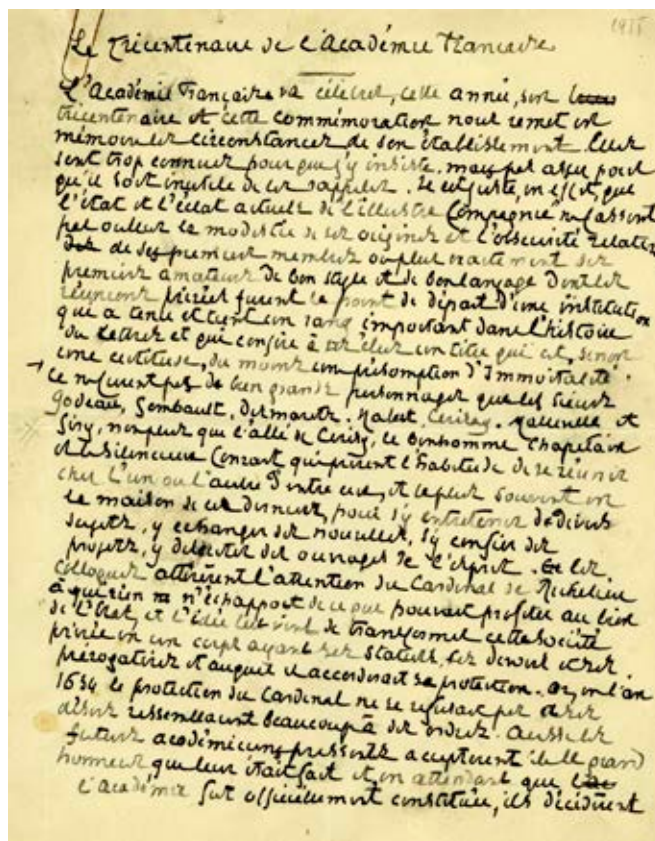 1935
Le Tricentenaire de l'Académie Française
L'Académie Française va célébrer, cette année, son
tricentenaire et cette commémoration nous remet en
mémoire les circonstances de son établissement. Elles
sont trop connues pour que j'y insiste, mais pas assez pour
qu'il soit inutile de les rappeler. Il est juste, en effet, que
l'état et l'éclat actuels de l'illustre Compagnie ne fassent
pas oublier la modestie de ses origines et l'obscurité relative
de ses premiers membres ou plus exactement des
premiers amateurs de bon style et de bon langage dont les
réunions privées furent le point de départ d'une institution
qui a tenu et tient un rang important dans l'histoire
des Lettres et qui confère à ses élus un titre qui est, sinon
une certitude, du moins une présomption d'Immortalité.
Ce ne furent pas de bien grands personnages que les sieurs
Godeau, Gombault, Desmarets, Habert, Cerisay, Malleville et
Giry, non plus que l'abbé de Cerisy, le bonhomme Chapelain
et le silencieux Conrart qui prirent l'habitude de se réunir
chez l'un ou l'autre d'entre eux, et le plus souvent en
la maison de ce dernier, pour s'y entretenir de divers
sujets, y échanger des nouvelles, s'y confier des
projets, y discuter des ouvrages de l'esprit. Ces
colloques attirèrent l'attention du Cardinal de Richelieu
à qui rien n'échappait de ce que pouvait profiter au bien
de l'État, et l'idée lui vint de transformer cette société
privée en un corps ayant ses statuts, ses devoirs et ses
prérogatives et auquel il accorderait sa protection. Or, en l'an
1634 la protection du Cardinal ne se refusait pas et ses
désirs ressemblaient beaucoup à des ordres. Aussi les
futurs académiciens pressentis acceptèrent-ils le grand
honneur qui leur était fait et en attendant que
l'Académie fut officiellement constituée, ils décidèrent